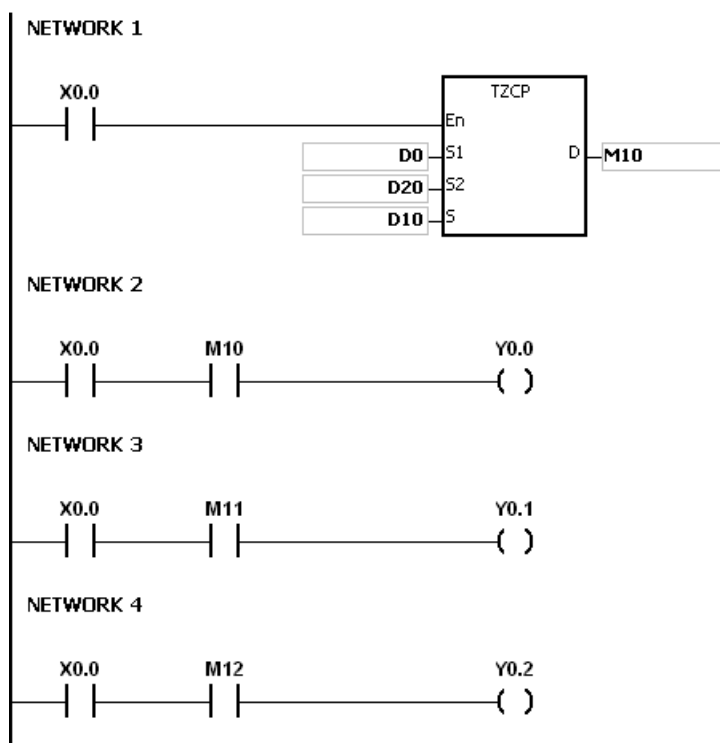 NETWORK 1
X0.0
TZCP
En
D0 S1 D M10
D20 S2
D10 S
NETWORK 2
X0.0 M10 Y0.0
NETWORK 3
X0.0 M11 Y0.1
NETWORK 4
X0.0 M12 Y0.2